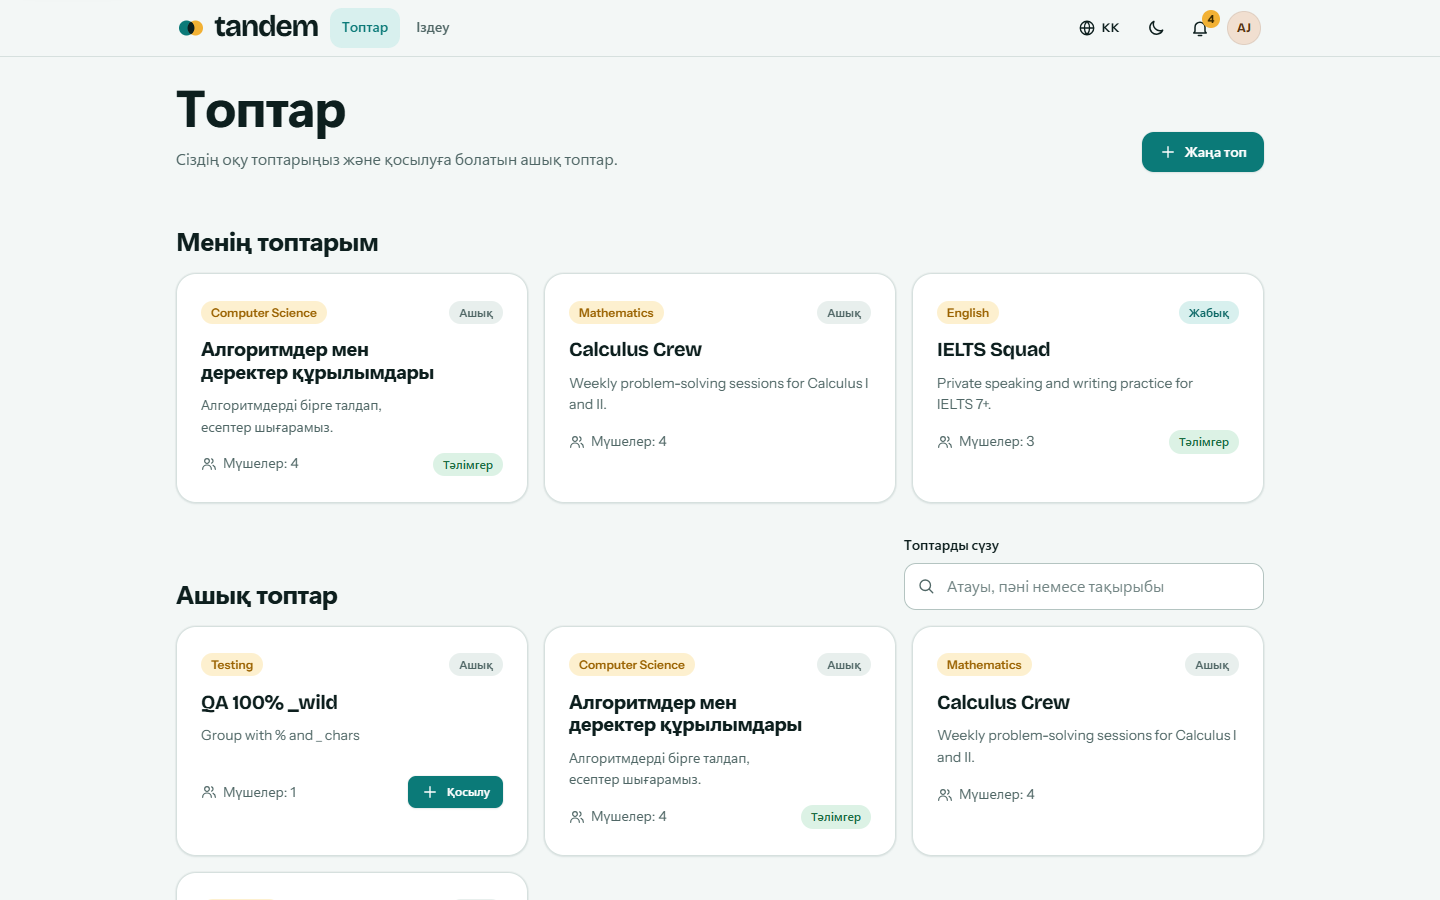 tandem
Топтар
Іздеу
KK
4
AJ
Топтар
Сіздің оқу топтарыңыз және қосылуға болатын ашық топтар.
Жаңа топ
Менің топтарым
Computer Science
Ашық
Алгоритмдер мен
деректер құрылымдары
Алгоритмдерді бірге талдап,
есептер шығарамыз.
Мүшелер: 4
Тәлімгер
Mathematics
Ашық
Calculus Crew
Weekly problem-solving sessions for Calculus I
and II.
Мүшелер: 4
English
Жабық
IELTS Squad
Private speaking and writing practice for
IELTS 7+.
Мүшелер: 3
Тәлімгер
Топтарды сүзу
Атауы, пәні немесе тақырыбы
Ашық топтар
Testing
Ашық
QA 100% _wild
Group with % and _ chars
Мүшелер: 1
Қосылу
Computer Science
Ашық
Алгоритмдер мен
деректер құрылымдары
Алгоритмдерді бірге талдап,
есептер шығарамыз.
Мүшелер: 4
Тәлімгер
Mathematics
Ашық
Calculus Crew
Weekly problem-solving sessions for Calculus I
and II.
Мүшелер: 4